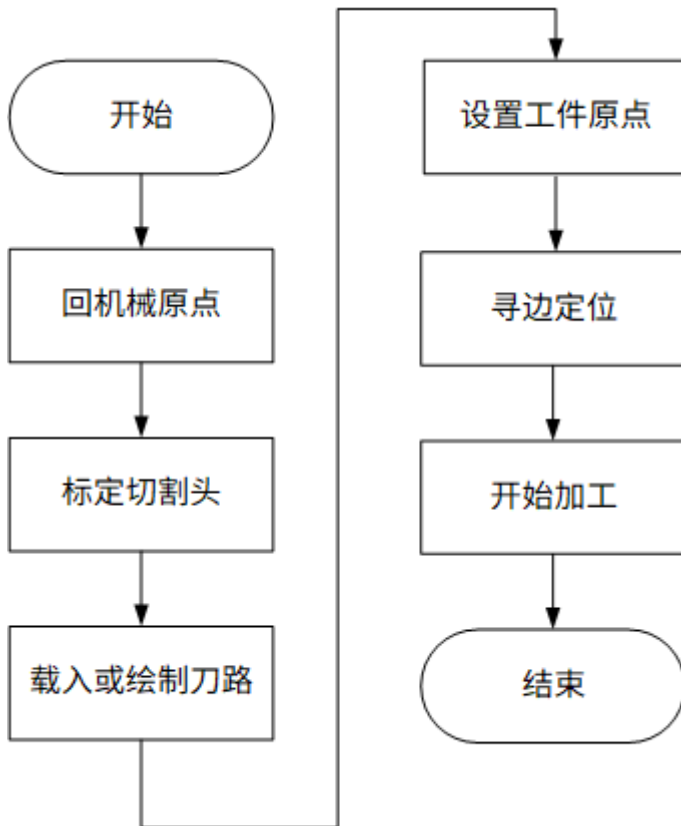 开始
回机械原点
标定切割头
载入或绘制刀路
设置工件原点
寻边定位
开始加工
结束